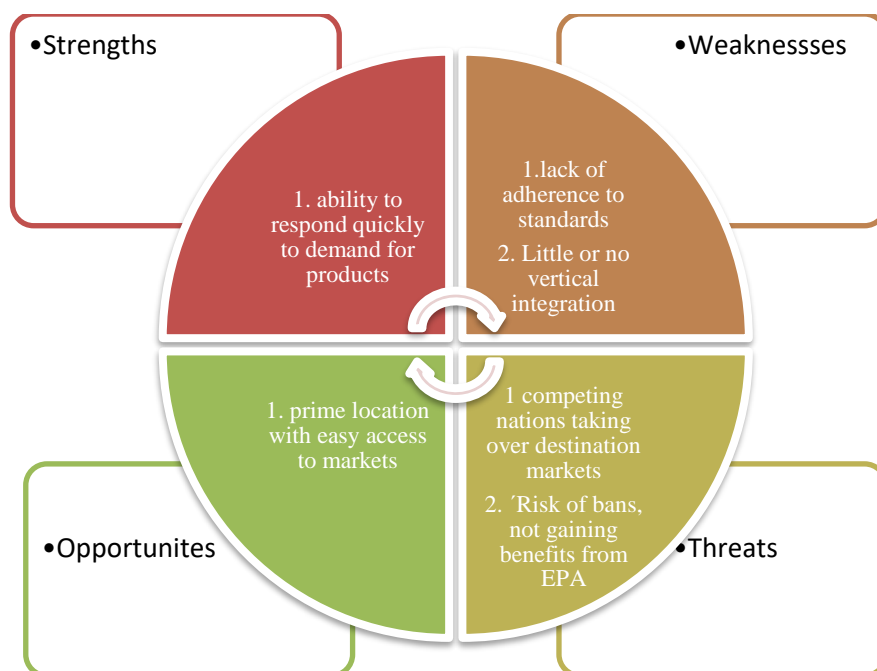 •Strengths
•Weaknessses
1. ability to
respond quickly
to demand for
products
1.lack of
adherence to
standards
2. Little or no
vertical
integration
1. prime location
with easy access
to markets
1 competing
nations taking
over destination
markets
2. ´Risk of bans,
not gaining
benefits from
EPA
•Opportunites
•Threats